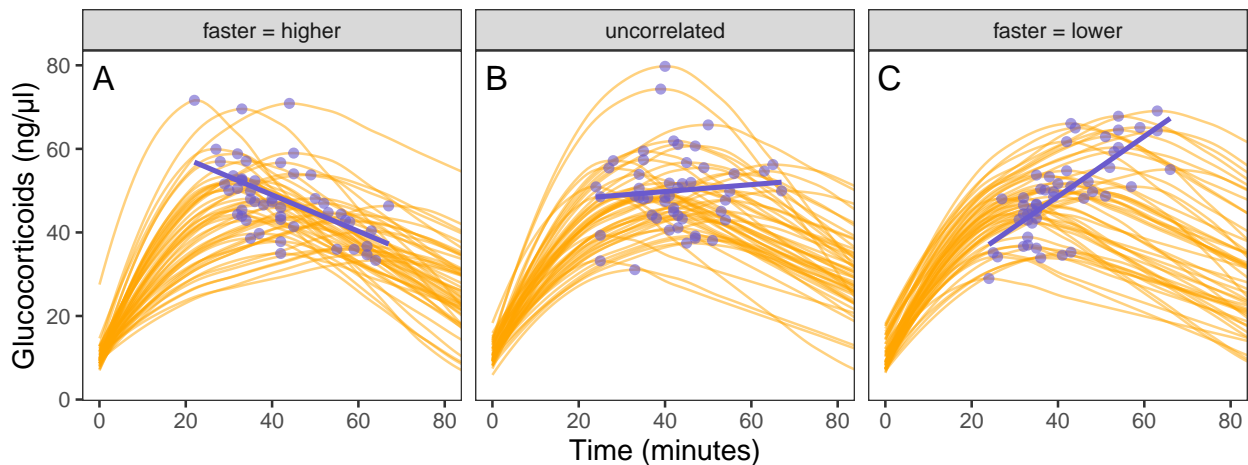 faster = higher
uncorrelated
faster = lower
A
B
C
Glucocorticoids (ng/µl)
80
60
40
20
0
0 20 40 60 80
0 20 40 60 80
0 20 40 60 80
Time (minutes)